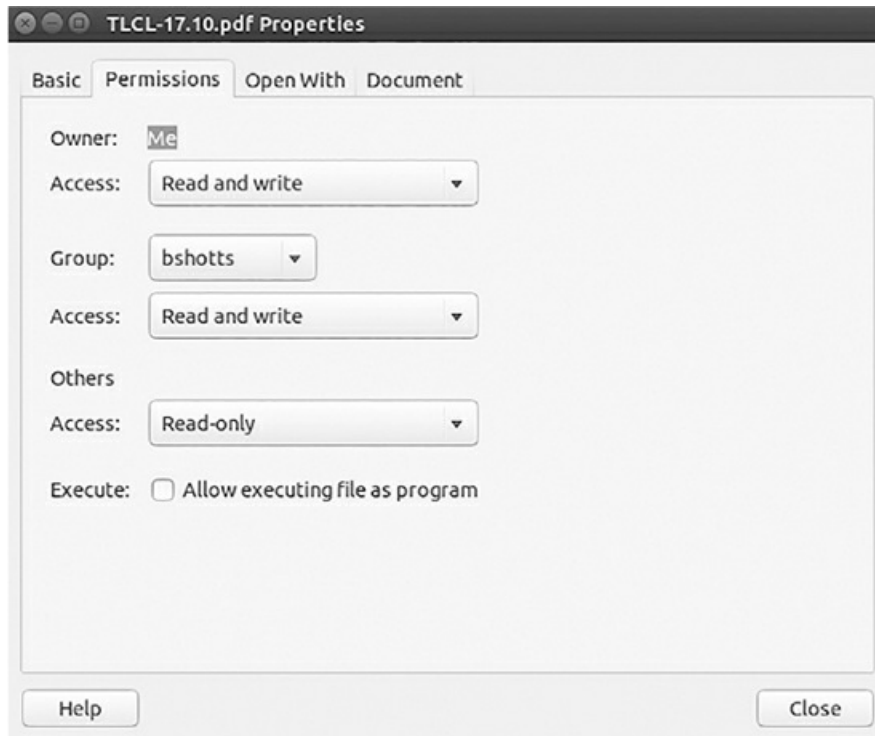 TLCL-17.10.pdf Properties
Basic Permissions Open With Document
Owner: Me
Access: Read and write
Group: bshotts
Access: Read and write
Others
Access: Read-only
Execute: Allow executing file as program
Help Close